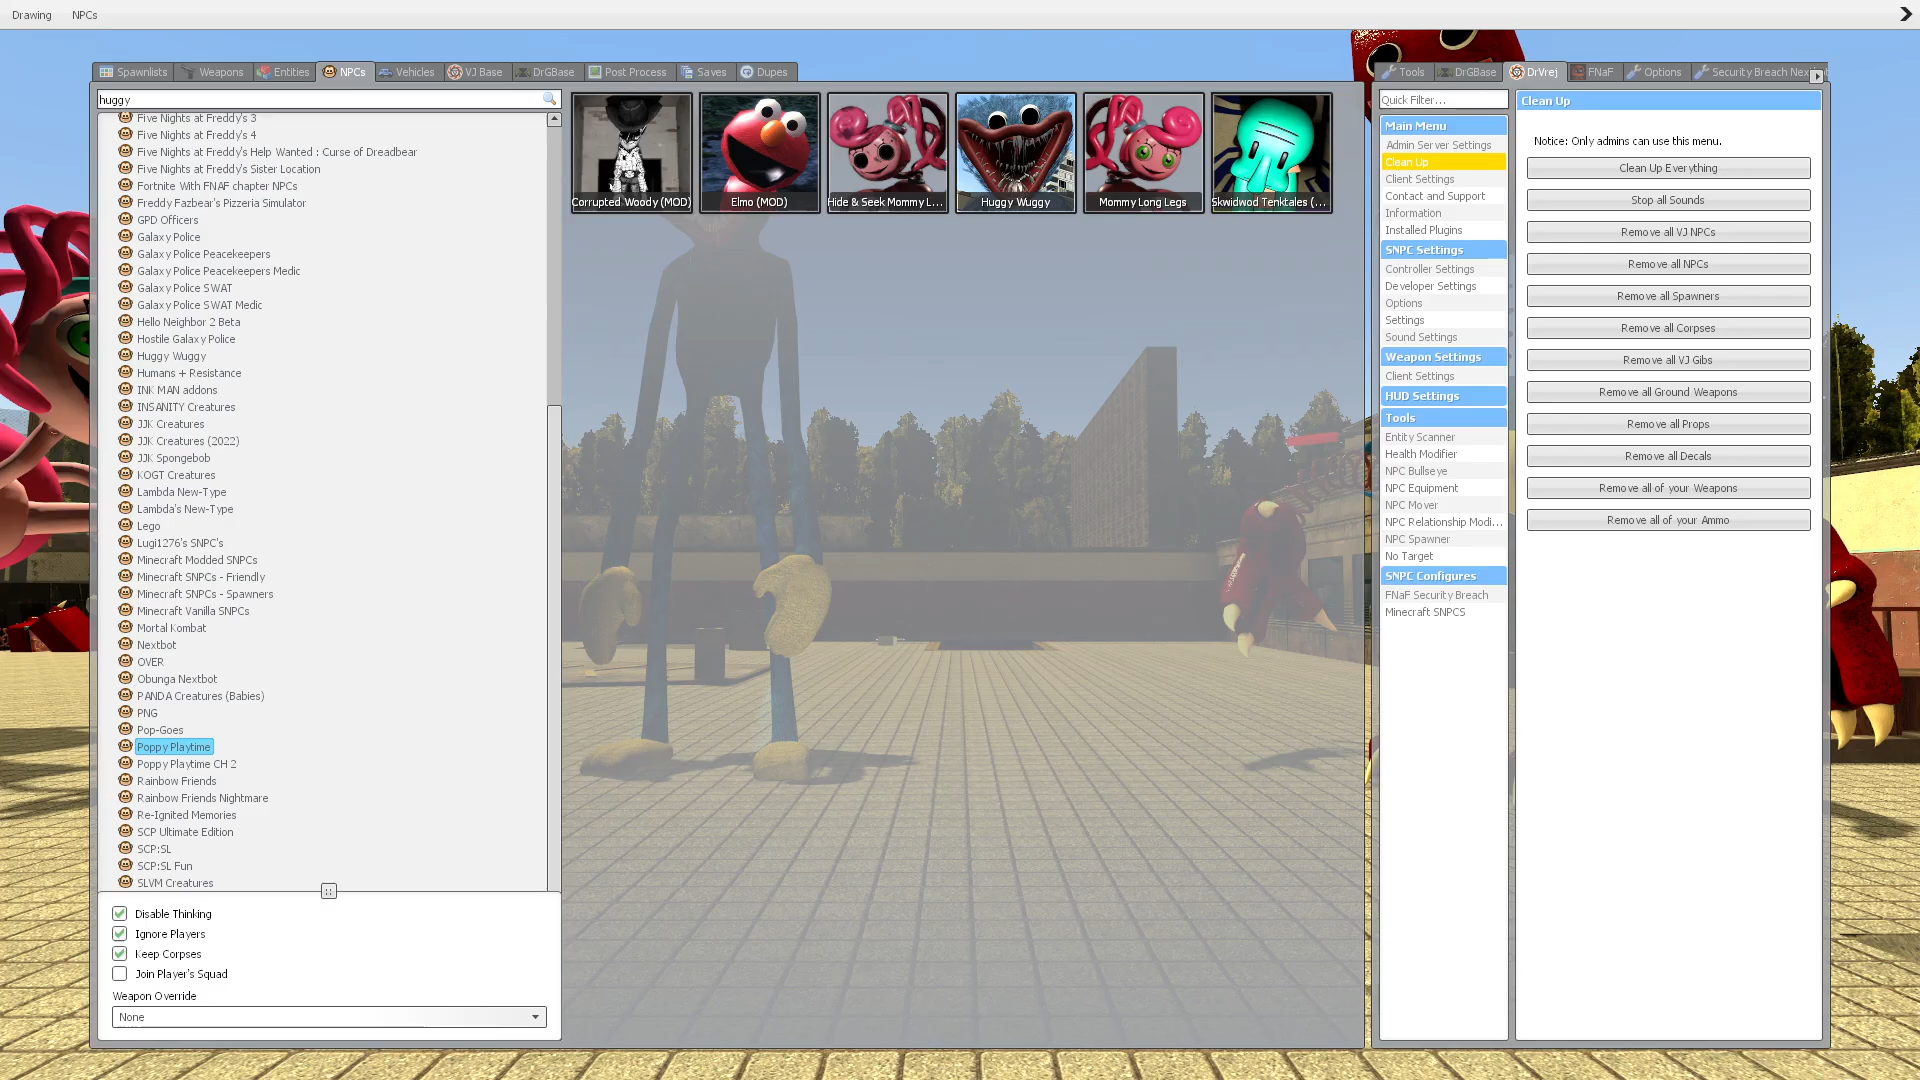 Drawing NPCs
Spawnlists Weapons Entities NPCs Vehicles VJ Base DrGBase Post Process Saves Dupes
huggy
Five Nights at Freddy's 3
Five Nights at Freddy's 4
Five Nights at Freddy's Help Wanted : Curse of Dreadbear
Five Nights at Freddy's Sister Location
Fortnite With FNAF chapter NPCs
Freddy Fazbear's Pizzeria Simulator
GPD Officers
Galaxy Police
Galaxy Police Peacekeepers
Galaxy Police Peacekeepers Medic
Galaxy Police SWAT
Galaxy Police SWAT Medic
Hello Neighbor 2 Beta
Hostile Galaxy Police
Huggy Wuggy
Humans + Resistance
INK MAN addons
INSANITY Creatures
JJK Creatures
JJK Creatures (2022)
JJK Spongebob
KOGT Creatures
Lambda New-Type
Lambda's New-Type
Lego
Lugi1276's SNPC's
Minecraft Modded SNPCs
Minecraft SNPCs - Friendly
Minecraft SNPCs - Spawners
Minecraft Vanilla SNPCs
Mortal Kombat
Nextbot
OVER
Obunga Nextbot
PANDA Creatures (Babies)
PNG
Pop-Goes
Poppy Playtime
Poppy Playtime CH 2
Rainbow Friends
Rainbow Friends Nightmare
Re-Ignited Memories
SCP Ultimate Edition
SCP:SL
SCP:SL Fun
SLVM Creatures
Disable Thinking
Ignore Players
Keep Corpses
Join Player's Squad
Weapon Override
None
Corrupted Woody (MOD)
Elmo (MOD)
Hide & Seek Mommy L...
Huggy Wuggy
Mommy Long Legs
Skwidwod Tenktales (...
Tools DrGBase DrVrej FNaF Options
Quick Filter...
Main Menu
Admin Server Settings
Clean Up
Client Settings
Contact and Support
Information
Installed Plugins
SNPC Settings
Controller Settings
Developer Settings
Options
Settings
Sound Settings
Weapon Settings
Client Settings
HUD Settings
Tools
Entity Scanner
Health Modifier
NPC Bullseye
NPC Equipment
NPC Mover
NPC Relationship Modi...
NPC Spawner
No Target
SNPC Configures
FNaF Security Breach
Minecraft SNPCS
Clean Up
Notice: Only admins can use this menu.
Clean Up Everything
Stop all Sounds
Remove all VJ NPCs
Remove all NPCs
Remove all Spawners
Remove all Corpses
Remove all VJ Gibs
Remove all Ground Weapons
Remove all Props
Remove all Decals
Remove all of your Weapons
Remove all of your Ammo